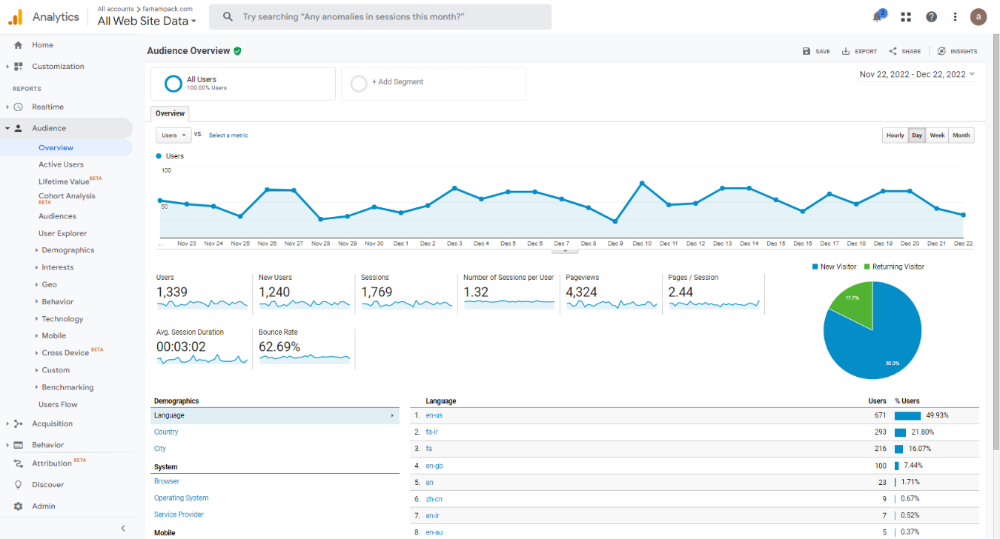 Analytics
All accounts > farhampack.com
All Web Site Data
Try searching “Any anomalies in sessions this month?”
3
a
Home
Customization
REPORTS
Realtime
Audience
Overview
Active Users
Lifetime Value BETA
Cohort Analysis
BETA
Audiences
User Explorer
Demographics
Interests
Geo
Behavior
Technology
Mobile
Cross Device BETA
Custom
Benchmarking
Users Flow
Acquisition
Behavior
Attribution BETA
Discover
Admin
Audience Overview
SAVE EXPORT SHARE INSIGHTS
All Users
100.00% Users
+ Add Segment
Nov 22, 2022 - Dec 22, 2022
Overview
Users VS. Select a metric
Hourly Day Week Month
Users
100
50
... Nov 23 Nov 24 Nov 25 Nov 26 Nov 27 Nov 28 Nov 29 Nov 30 Dec 1 Dec 2 Dec 3 Dec 4 Dec 5 Dec 6 Dec 7 Dec 8 Dec 9 Dec 10 Dec 11 Dec 12 Dec 13 Dec 14 Dec 15 Dec 16 Dec 17 Dec 18 Dec 19 Dec 20 Dec 21 Dec 22
Users
1,339
New Users
1,240
Sessions
1,769
Number of Sessions per User
1.32
Pageviews
4,324
Pages / Session
2.44
Avg. Session Duration
00:03:02
Bounce Rate
62.69%
New Visitor Returning Visitor
17.7%
82.3%
Demographics
Language
Country
City
System
Browser
Operating System
Service Provider
Mobile
Language Users % Users
1. en-us 671 49.93%
2. fa-ir 293 21.80%
3. fa 216 16.07%
4. en-gb 100 7.44%
5. en 23 1.71%
6. zh-cn 9 0.67%
7. en-ir 7 0.52%
8. en-au 5 0.37%